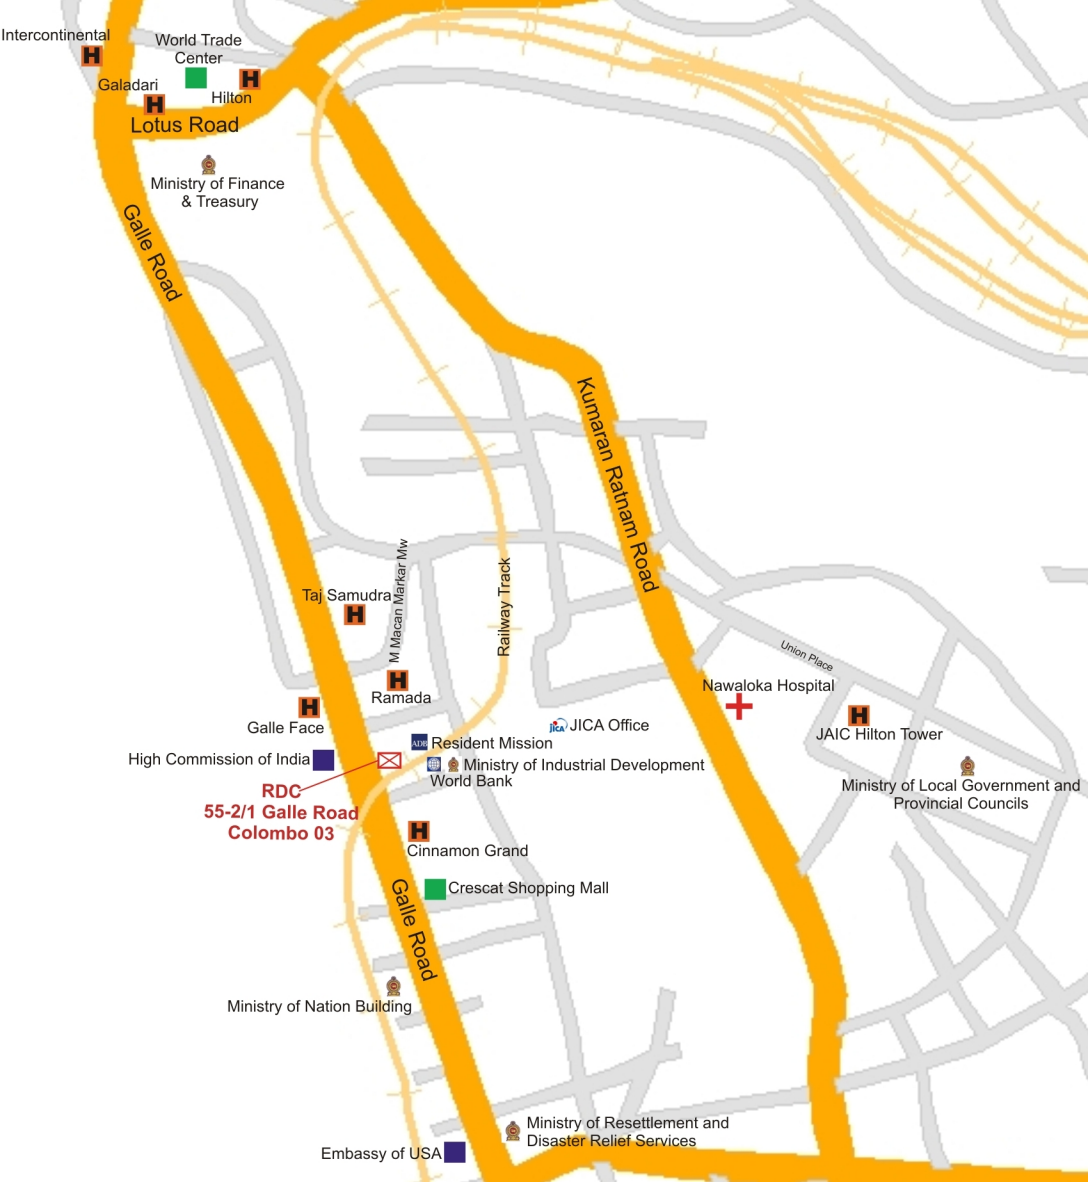 Intercontinental
World Trade
Center
Galadari
Hilton
Lotus Road
Ministry of Finance
& Treasury
Galle Road
Kumaran Ratnam Road
M.Macan Markar Mw
Railway Track
Taj Samudra
Ramada
Galle Face
Union Place
Nawaloka Hospital
JAIC Hilton Tower
JICA
JICA Office
High Commission of India
ADB
Resident Mission
Ministry of Industrial Development
World Bank
Ministry of Local Government and
Provincial Councils
RDC
55-2/1 Galle Road
Colombo 03
Cinnamon Grand
Crescat Shopping Mall
Galle Road
Ministry of Nation Building
Ministry of Resettlement and
Disaster Relief Services
Embassy of USA
H
H
H
H
H
H
H
H